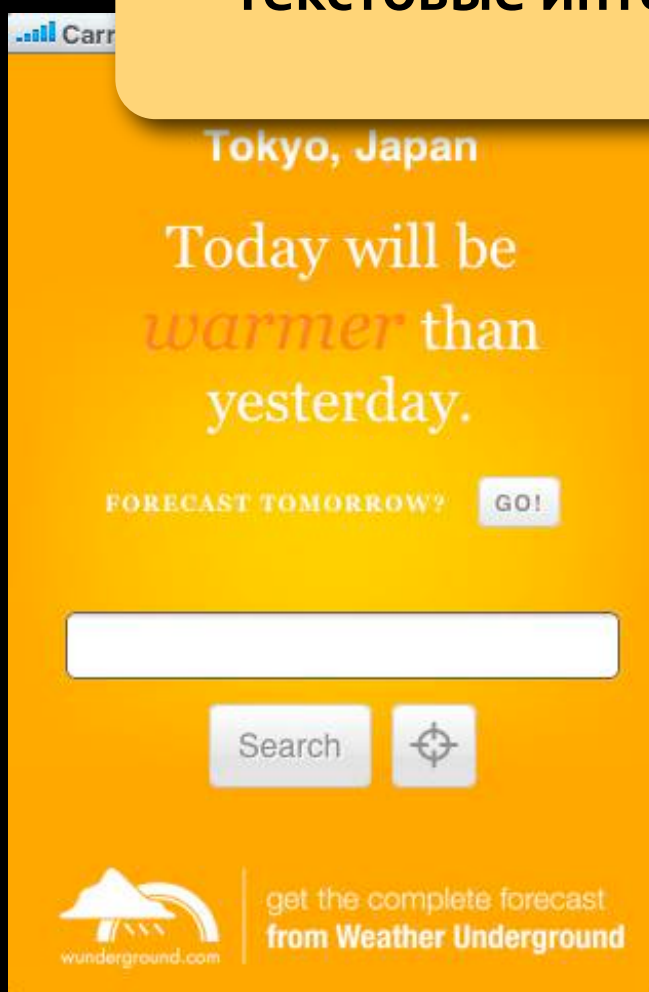 Carr
Tokyo, Japan
Today will be
warmer than
yesterday.
FORECAST TOMORROW?
GO!
Search
get the complete forecast
from Weather Underground
wunderground.com